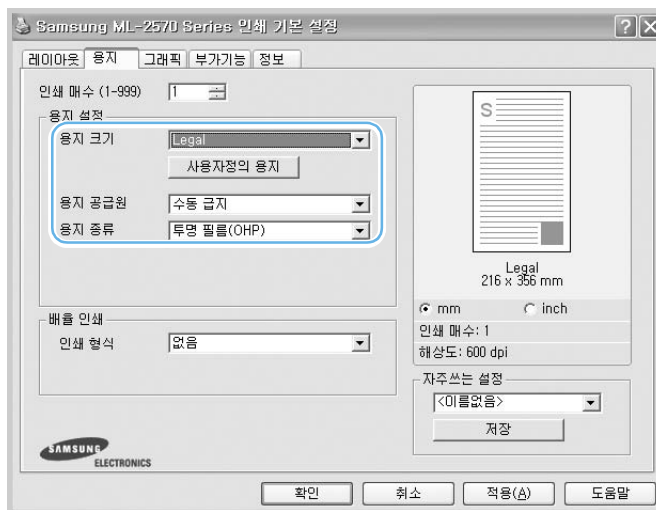 Samsung ML-2570 Series 인쇄 기본 설정
레이아웃 용지 그래픽 부가기능 정보
인쇄 매수 (1-999) 1
용지 설정
용지 크기 Legal
사용자정의 용지
용지 공급원 수동 급지
용지 종류 투명 필름(OHP)
배율 인쇄
인쇄 형식 없음
S
Legal
216 x 356 mm
mm inch
인쇄 매수: 1
해상도: 600 dpi
자주쓰는 설정
<이름없음>
저장
SAMSUNG
ELECTRONICS
확인 취소 적용(A) 도움말